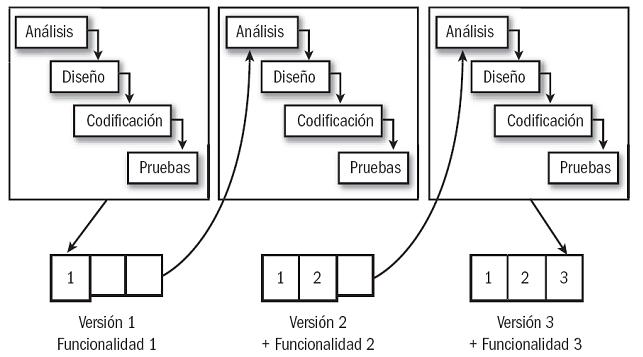 Análisis
Diseño
Codificación
Pruebas
Análisis
Diseño
Codificación
Pruebas
Análisis
Diseño
Codificación
Pruebas
1
1 2
1 2 3
Versión 1
Funcionalidad 1
Versión 2
+ Funcionalidad 2
Versión 3
+ Funcionalidad 3